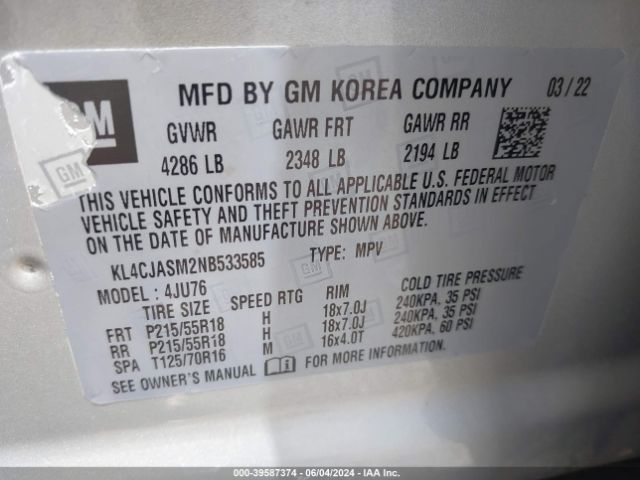 GM
MFD BY GM KOREA COMPANY 03 / 22
GVWR GAWR FRT GAWR RR
4286 LB 2348 LB 2194 LB
THIS VEHICLE CONFORMS TO ALL APPLICABLE U.S. FEDERAL MOTOR
VEHICLE SAFETY AND THEFT PREVENTION STANDARDS IN EFFECT
ON THE DATE OF MANUFACTURE SHOWN ABOVE.
KL4CJASM2NB533585 TYPE: MPV
MODEL : 4JU76
TIRE SIZE SPEED RTG RIM COLD TIRE PRESSURE
FRT P215/55R18 H 18x7.0J 240KPA, 35 PSI
RR P215/55R18 H 18x7.0J 240KPA, 35 PSI
SPA T125/70R16 M 16x4.0T 420KPA, 60 PSI
SEE OWNER'S MANUAL FOR MORE INFORMATION.
000-39587374 | 06/04/2024 - IAA Inc.